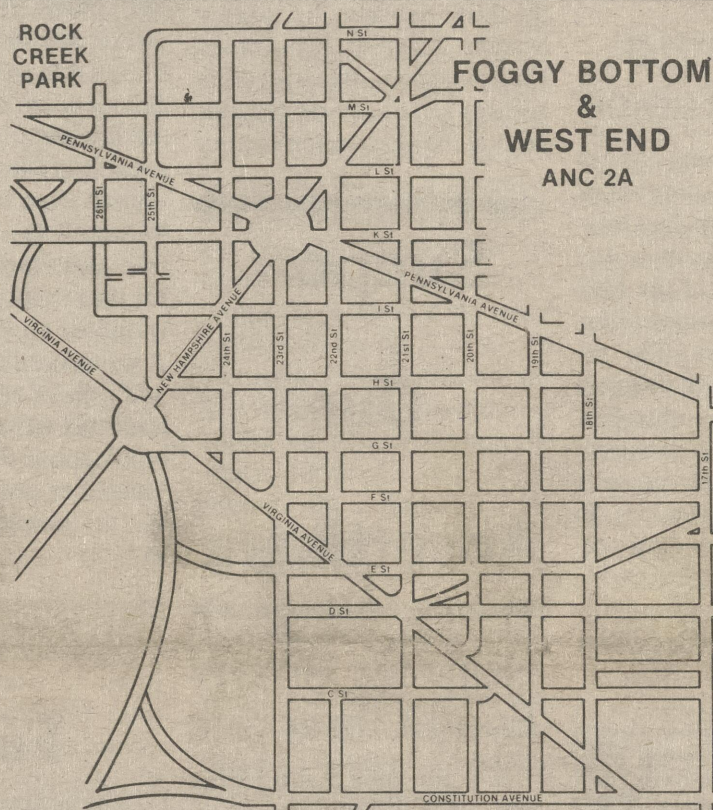 ROCK
CREEK
PARK
FOGGY BOTTOM
&
WEST END
ANC 2A
N St
M St
PENNSYLVANIA AVENUE
L St
26th St
25th St
K St
PENNSYLVANIA AVENUE
I St
VIRGINIA AVENUE
NEW HAMPSHIRE AVENUE
24th St
23rd St
22nd St
21st St
20th St
19th St
H St
18th St
G St
17th St
F St
VIRGINIA AVENUE
E St
D St
C St
CONSTITUTION AVENUE